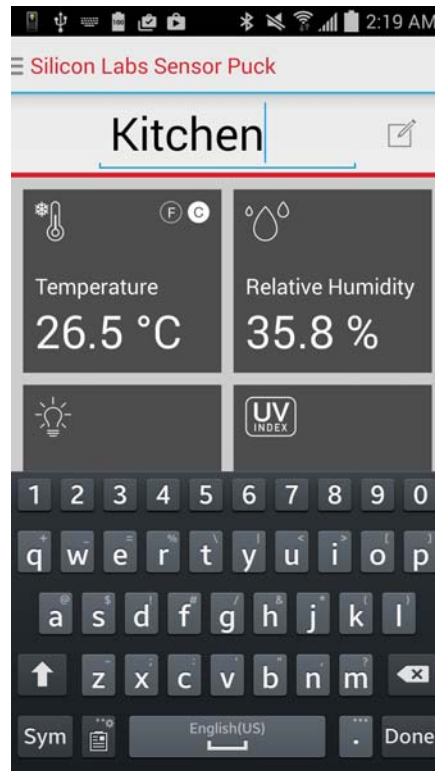 100
2:19 AM
Silicon Labs Sensor Puck
Kitchen
F C
Temperature
26.5 °C
Relative Humidity
35.8 %
UV
INDEX
1 2 3 4 5 6 7 8 9 0
q w e r t y u i o p
a s d f g h j k l
z x c v b n m
Sym
English(US)
.
Done